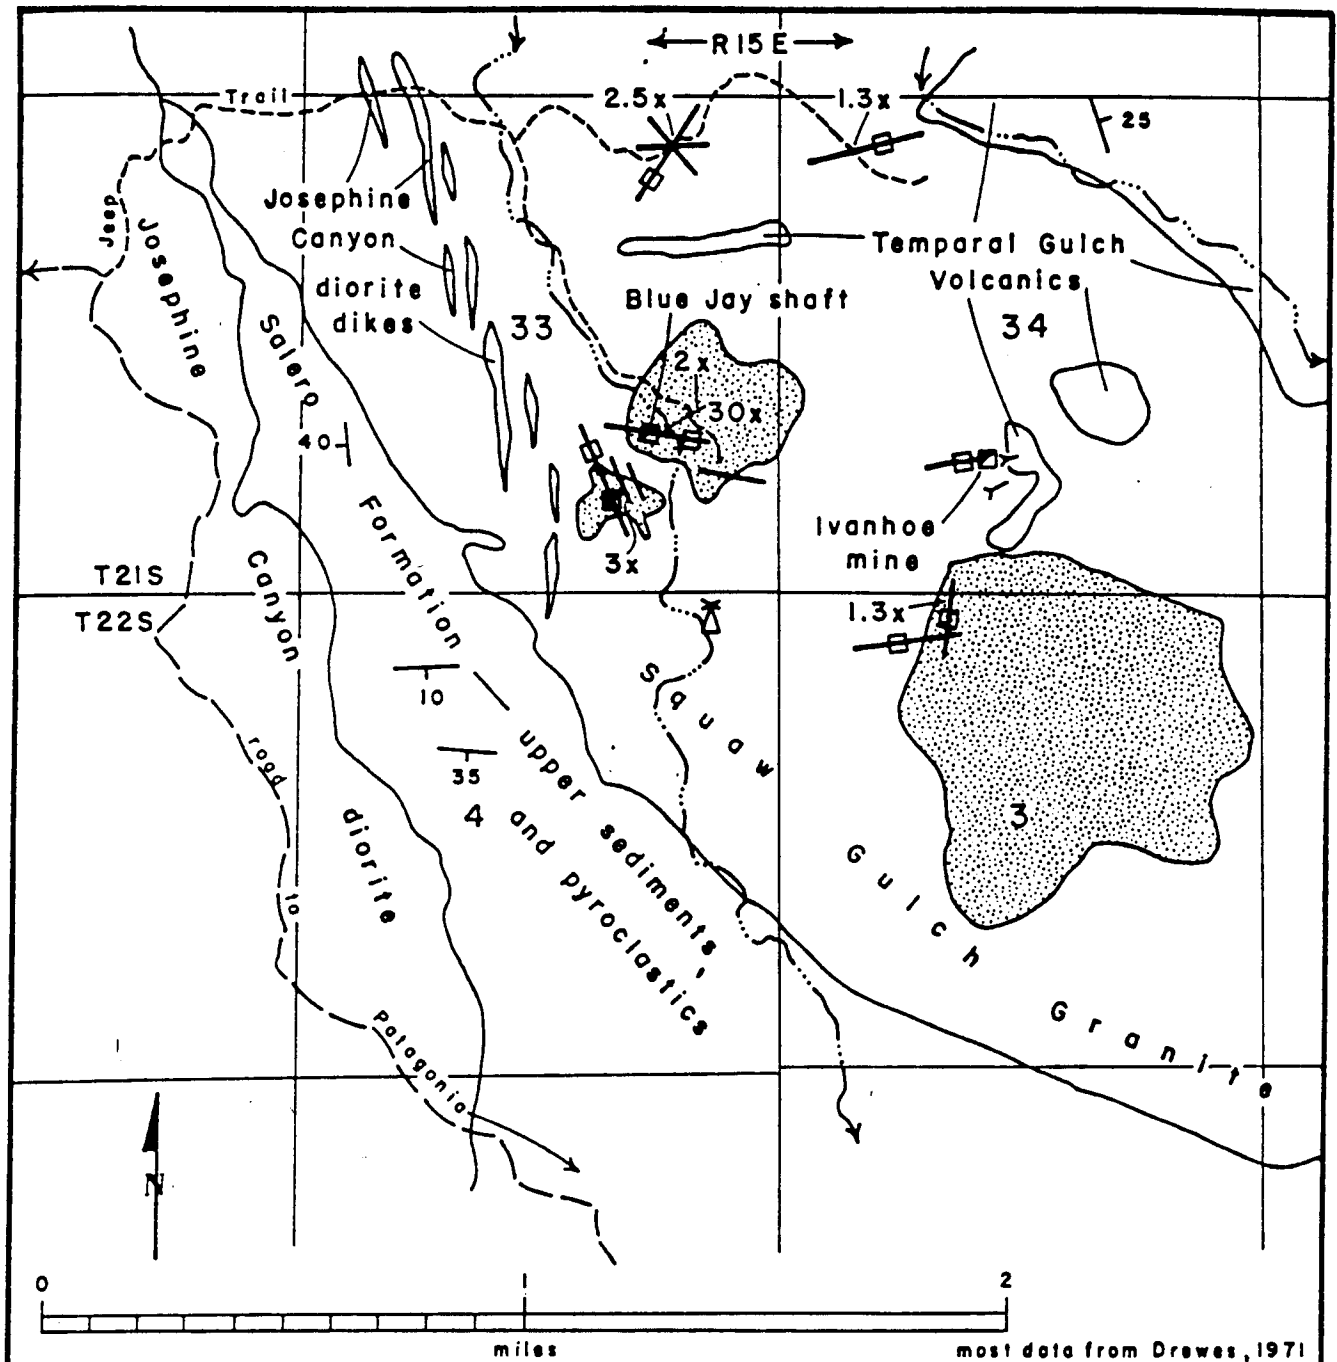 R15E
Trail
2.5x
1.3x
25
Josephine
Canyon
diorite
dikes
Jeep
Josephine
Canyon
diorite
Temporal Gulch
Volcanics
Blue Jay shaft
33
34
2x
30x
Salero
Formation
upper sediments,
and pyroclastics
40
Ivanhoe
mine
3x
T21S
T22S
1.3x
10
35
4
3
Squaw
Gulch
Granite
road
to
Patagonia
N
0
1
2
miles
most data from Drewes, 1971